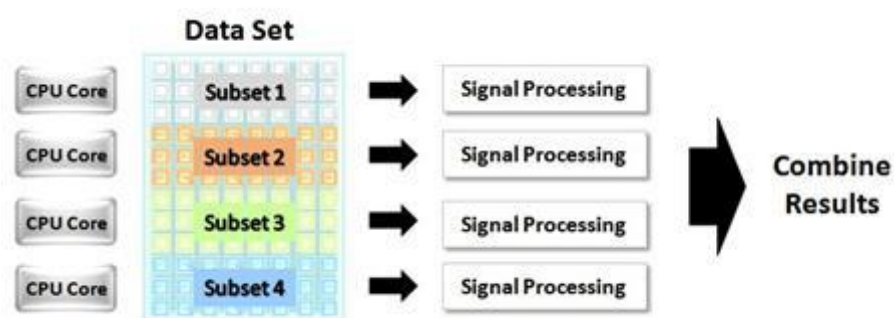 Data Set
CPU Core
Subset 1
Signal Processing
CPU Core
Subset 2
Signal Processing
CPU Core
Subset 3
Signal Processing
CPU Core
Subset 4
Signal Processing
Combine
Results